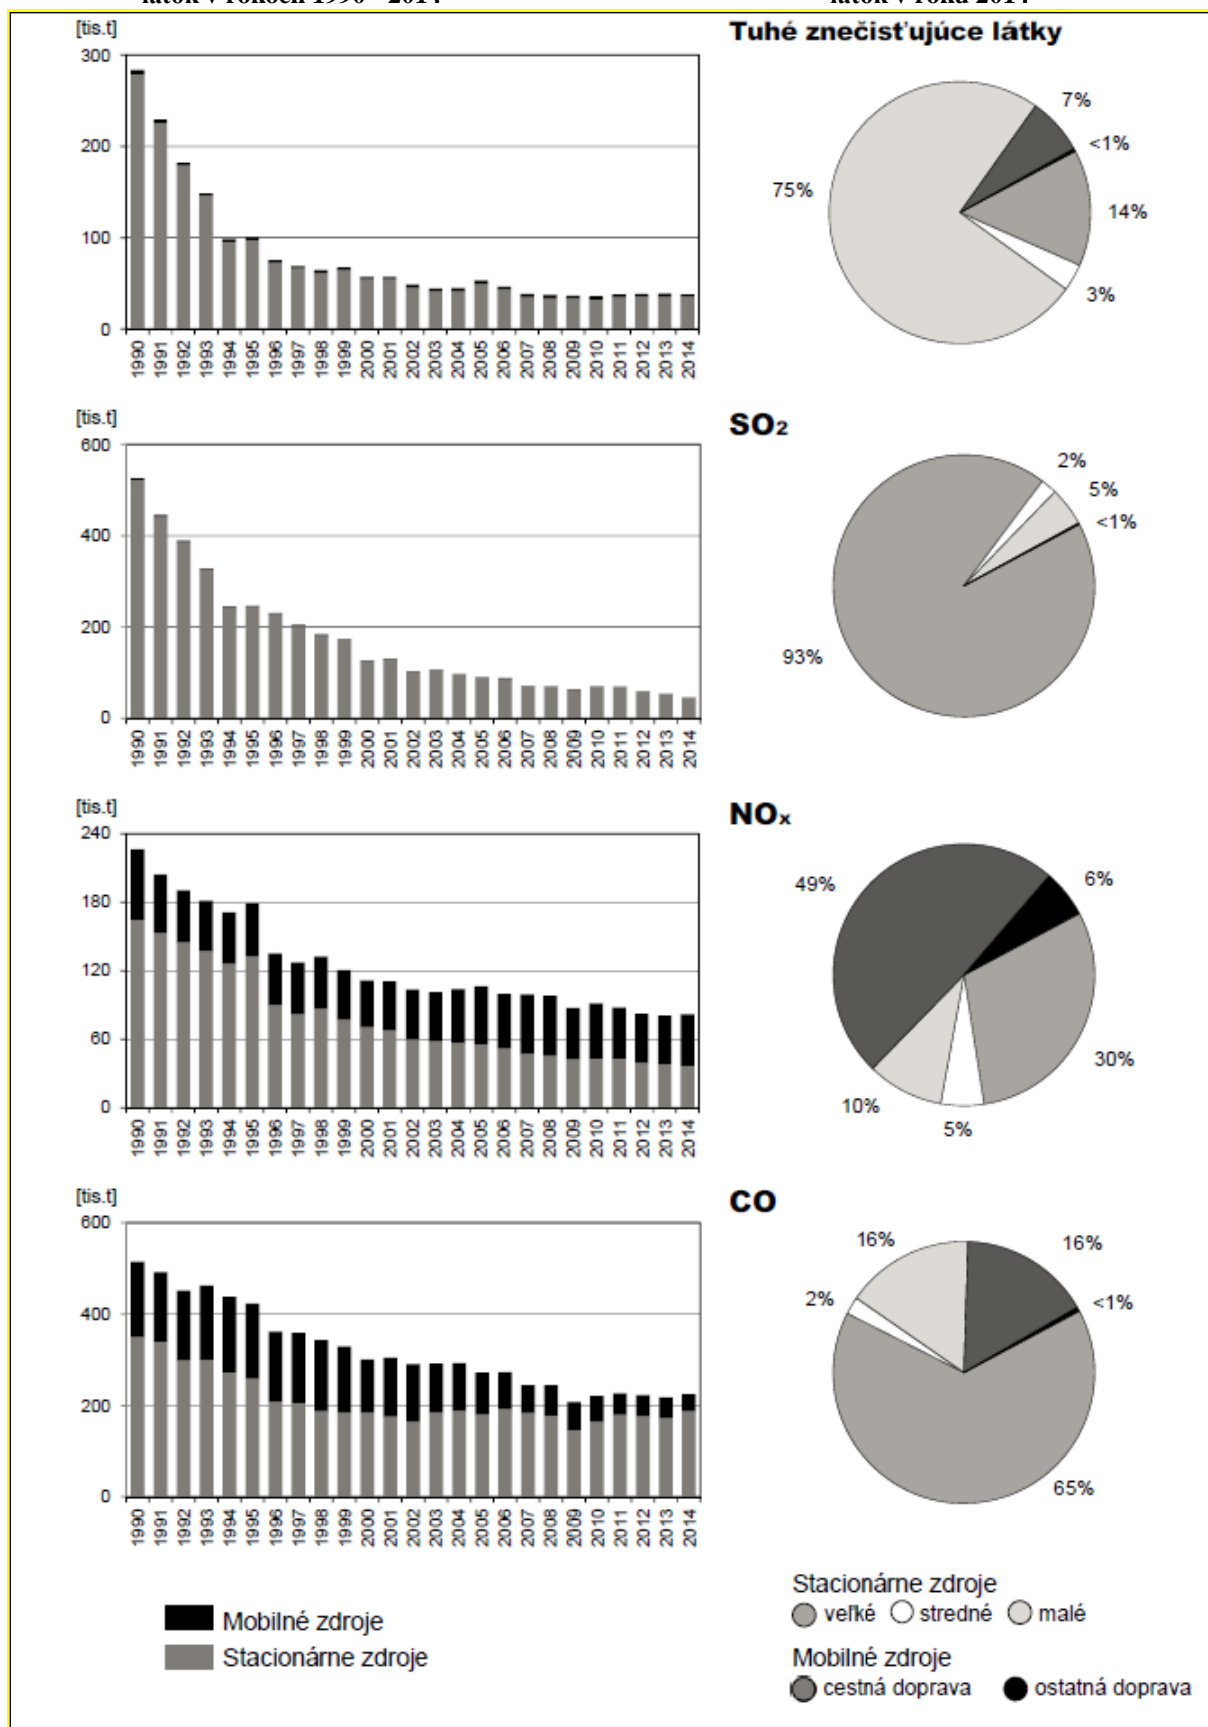 látok v rokoch 1990 - 2014
látok v roku 2014
[tis.t]
Tuhé znečisťujúce látky
300
200
100
0
1990 1991 1992 1993 1994 1995 1996 1997 1998 1999 2000 2001 2002 2003 2004 2005 2006 2007 2008 2009 2010 2011 2012 2013 2014
7%
<1%
75%
14%
3%
[tis.t]
SO2
600
400
200
0
1990 1991 1992 1993 1994 1995 1996 1997 1998 1999 2000 2001 2002 2003 2004 2005 2006 2007 2008 2009 2010 2011 2012 2013 2014
2%
5%
<1%
93%
[tis.t]
NOx
240
180
120
60
0
1990 1991 1992 1993 1994 1995 1996 1997 1998 1999 2000 2001 2002 2003 2004 2005 2006 2007 2008 2009 2010 2011 2012 2013 2014
49%
6%
30%
10%
5%
[tis.t]
CO
600
400
200
0
1990 1991 1992 1993 1994 1995 1996 1997 1998 1999 2000 2001 2002 2003 2004 2005 2006 2007 2008 2009 2010 2011 2012 2013 2014
16%
16%
2%
<1%
65%
Mobilné zdroje
Stacionárne zdroje
Stacionárne zdroje
veľké stredné malé
Mobilné zdroje
cestná doprava ostatná doprava